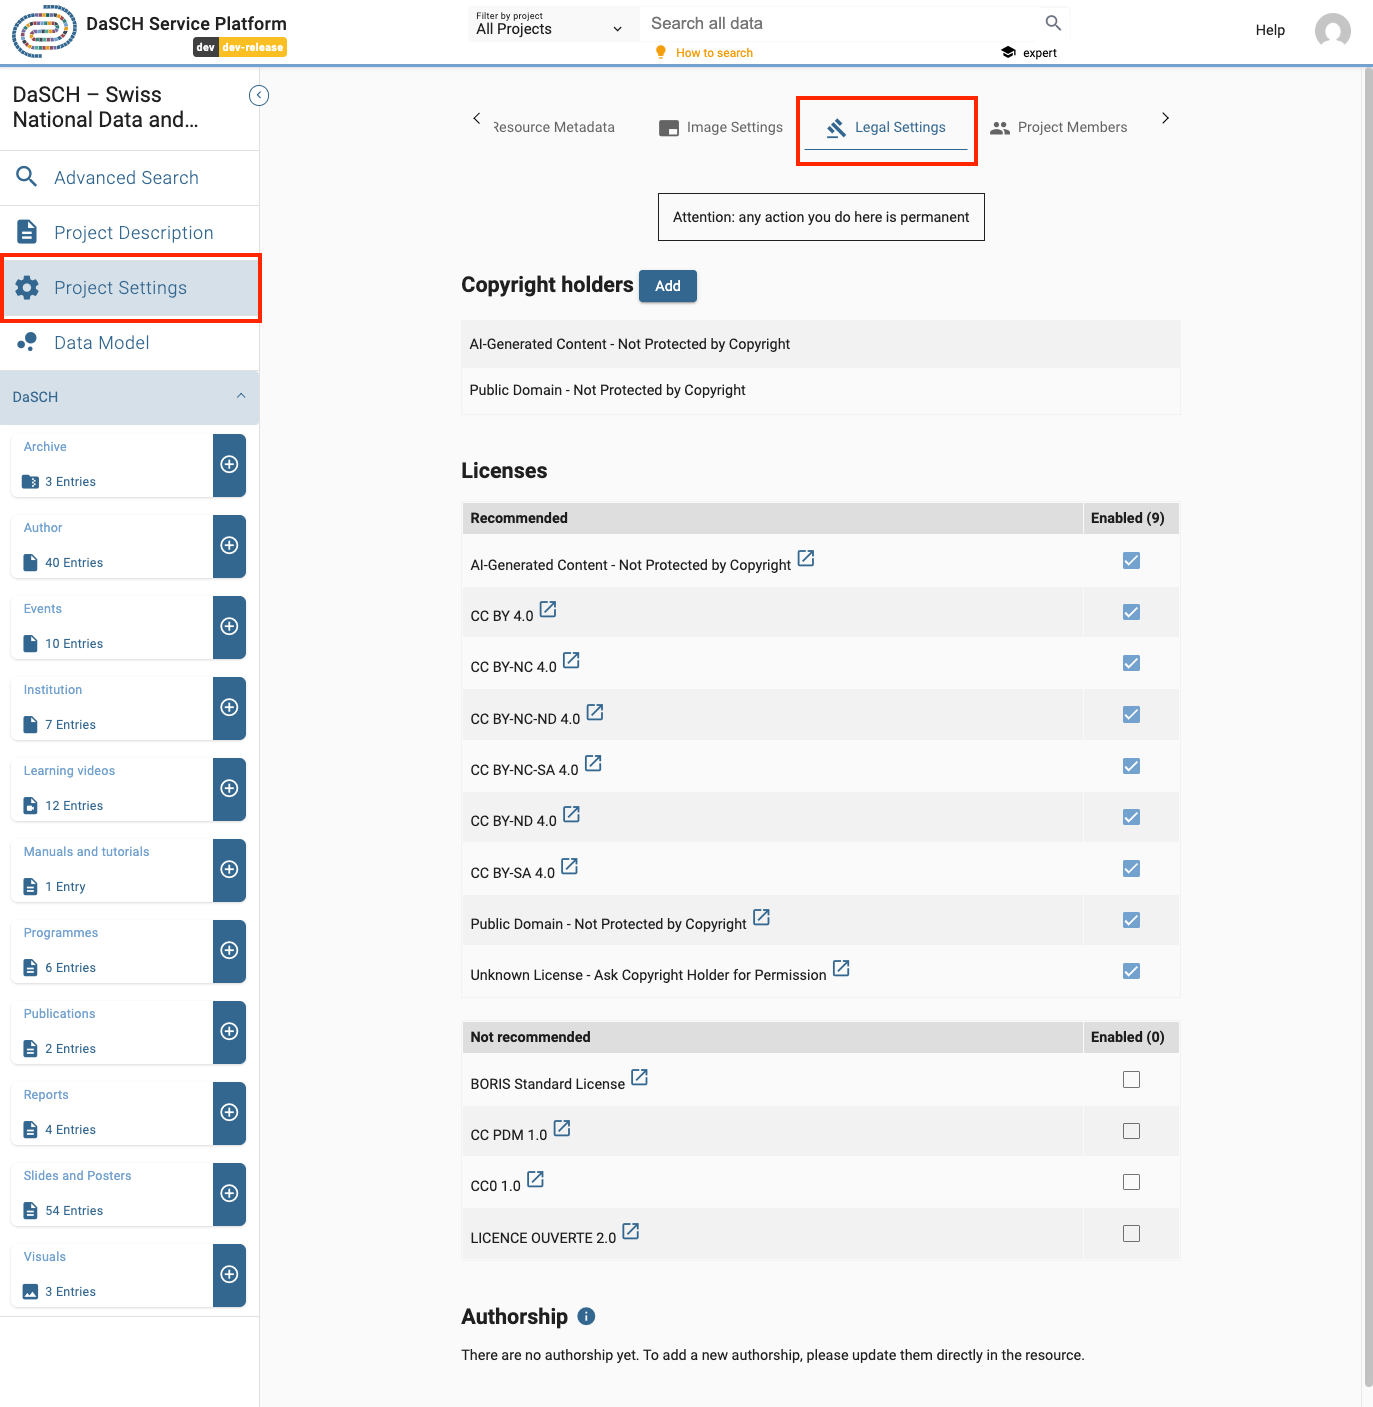 DaSCH Service Platform
dev dev-release
Filter by project
All Projects
Search all data
How to search
expert
Help
DaSCH – Swiss
National Data and...
Advanced Search
Project Description
Project Settings
Data Model
DaSCH
Archive
3 Entries
Author
40 Entries
Events
10 Entries
Institution
7 Entries
Learning videos
12 Entries
Manuals and tutorials
1 Entry
Programmes
6 Entries
Publications
2 Entries
Reports
4 Entries
Slides and Posters
54 Entries
Visuals
3 Entries
Resource Metadata
Image Settings
Legal Settings
Project Members
Attention: any action you do here is permanent
Copyright holders
Add
AI-Generated Content - Not Protected by Copyright
Public Domain - Not Protected by Copyright
Licenses
Recommended Enabled (9)
AI-Generated Content - Not Protected by Copyright
CC BY 4.0
CC BY-NC 4.0
CC BY-NC-ND 4.0
CC BY-NC-SA 4.0
CC BY-ND 4.0
CC BY-SA 4.0
Public Domain - Not Protected by Copyright
Unknown License - Ask Copyright Holder for Permission
Not recommended Enabled (0)
BORIS Standard License
CC PDM 1.0
CC0 1.0
LICENCE OUVERTE 2.0
Authorship
There are no authorship yet. To add a new authorship, please update them directly in the resource.